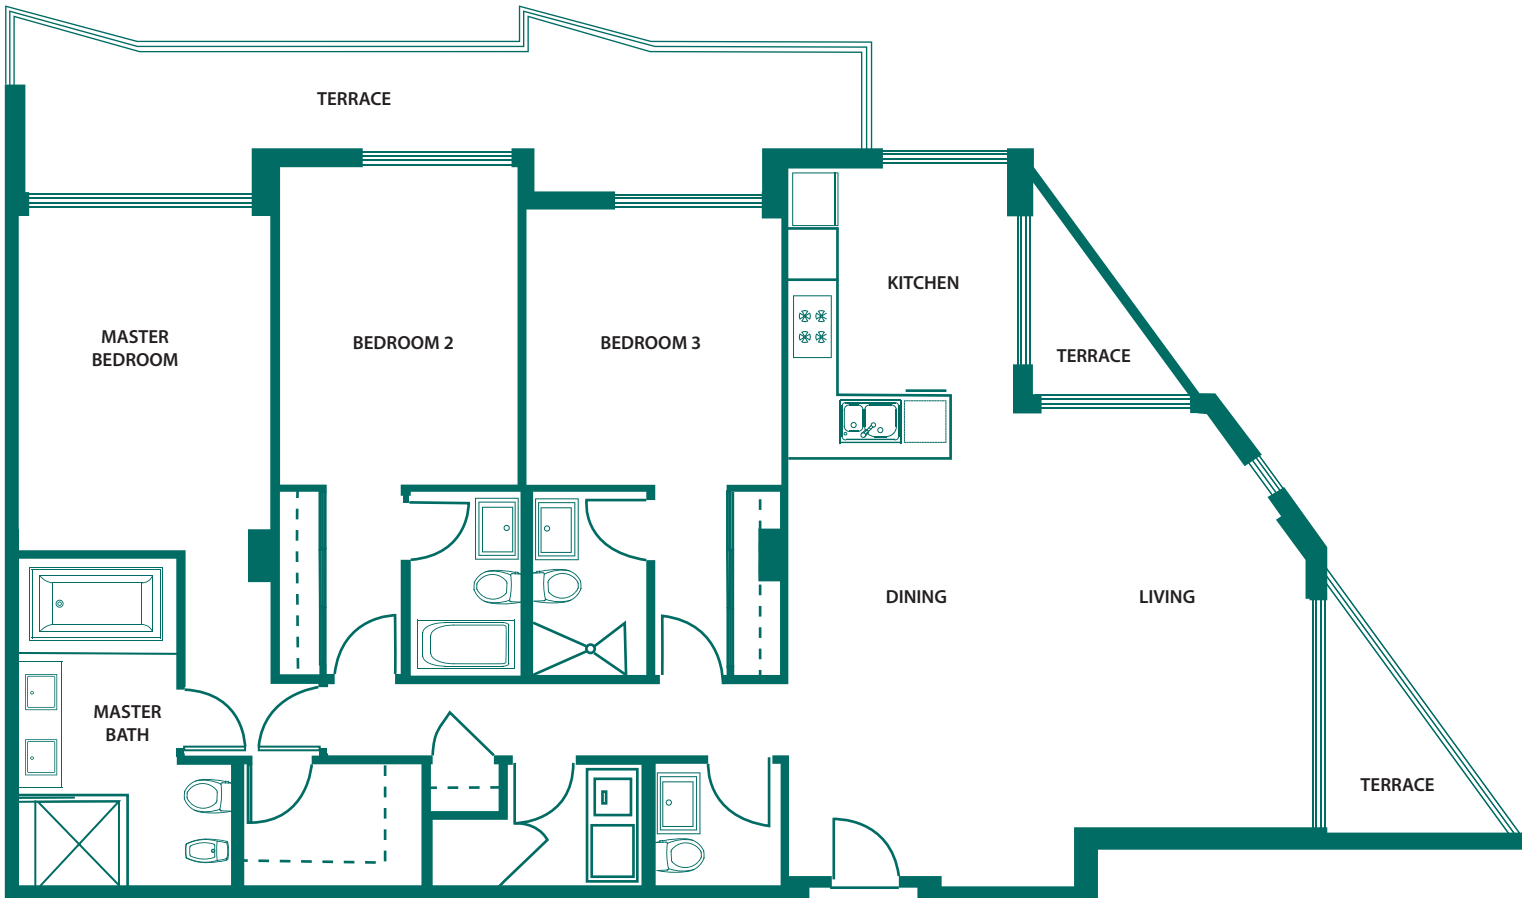 TERRACE
KITCHEN
MASTER
BEDROOM
BEDROOM 2
BEDROOM 3
TERRACE
DINING
LIVING
MASTER
BATH
TERRACE